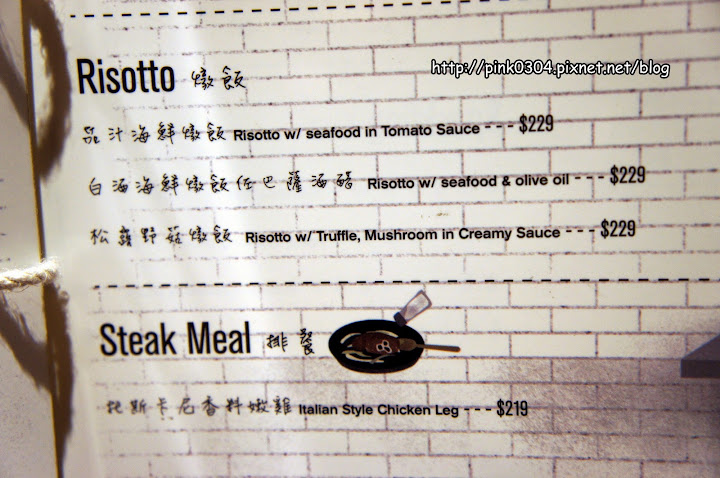 http://pink0304.pixnet.net/blog
Risotto 燉飯
茄汁海鮮燉飯 Risotto w/ seafood in Tomato Sauce --- $229
白酒海鮮燉飯佐巴薩米醋 Risotto w/ seafood & olive oil --- $229
松露野菇燉飯 Risotto w/ Truffle, Mushroom in Creamy Sauce --- $229
Steak Meal 排餐
托斯卡尼香料嫩雞 Italian Style Chicken Leg --- $219